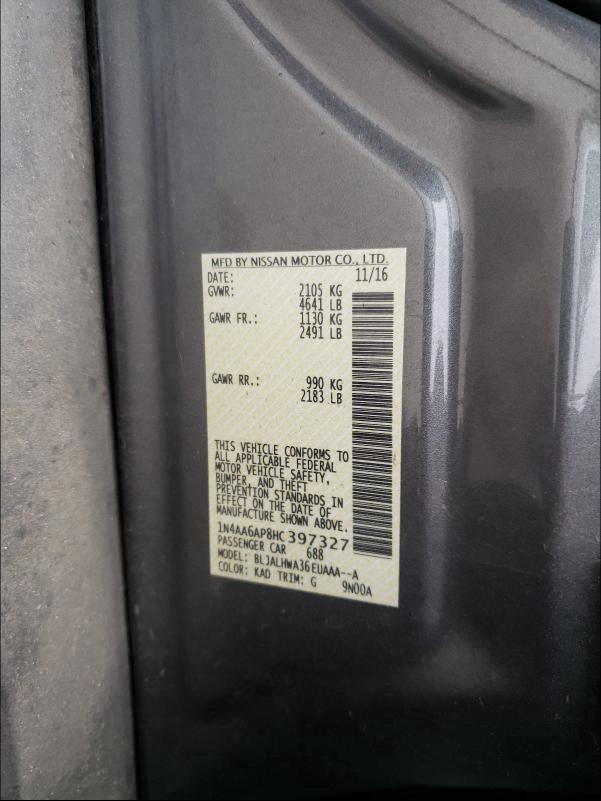 MFD BY NISSAN MOTOR CO., LTD.
DATE: 11/16
GVWR: 2105 KG
4641 LB
GAWR FR.: 1130 KG
2491 LB
GAWR RR.: 990 KG
2183 LB
THIS VEHICLE CONFORMS TO
ALL APPLICABLE FEDERAL
MOTOR VEHICLE SAFETY,
BUMPER, AND THEFT
PREVENTION STANDARDS IN
EFFECT ON THE DATE OF
MANUFACTURE SHOWN ABOVE.
1N4AA6AP8HC397327
PASSENGER CAR 688
MODEL: BLJALHWA36EUAAA--A
COLOR: KAD TRIM: G 9N00A